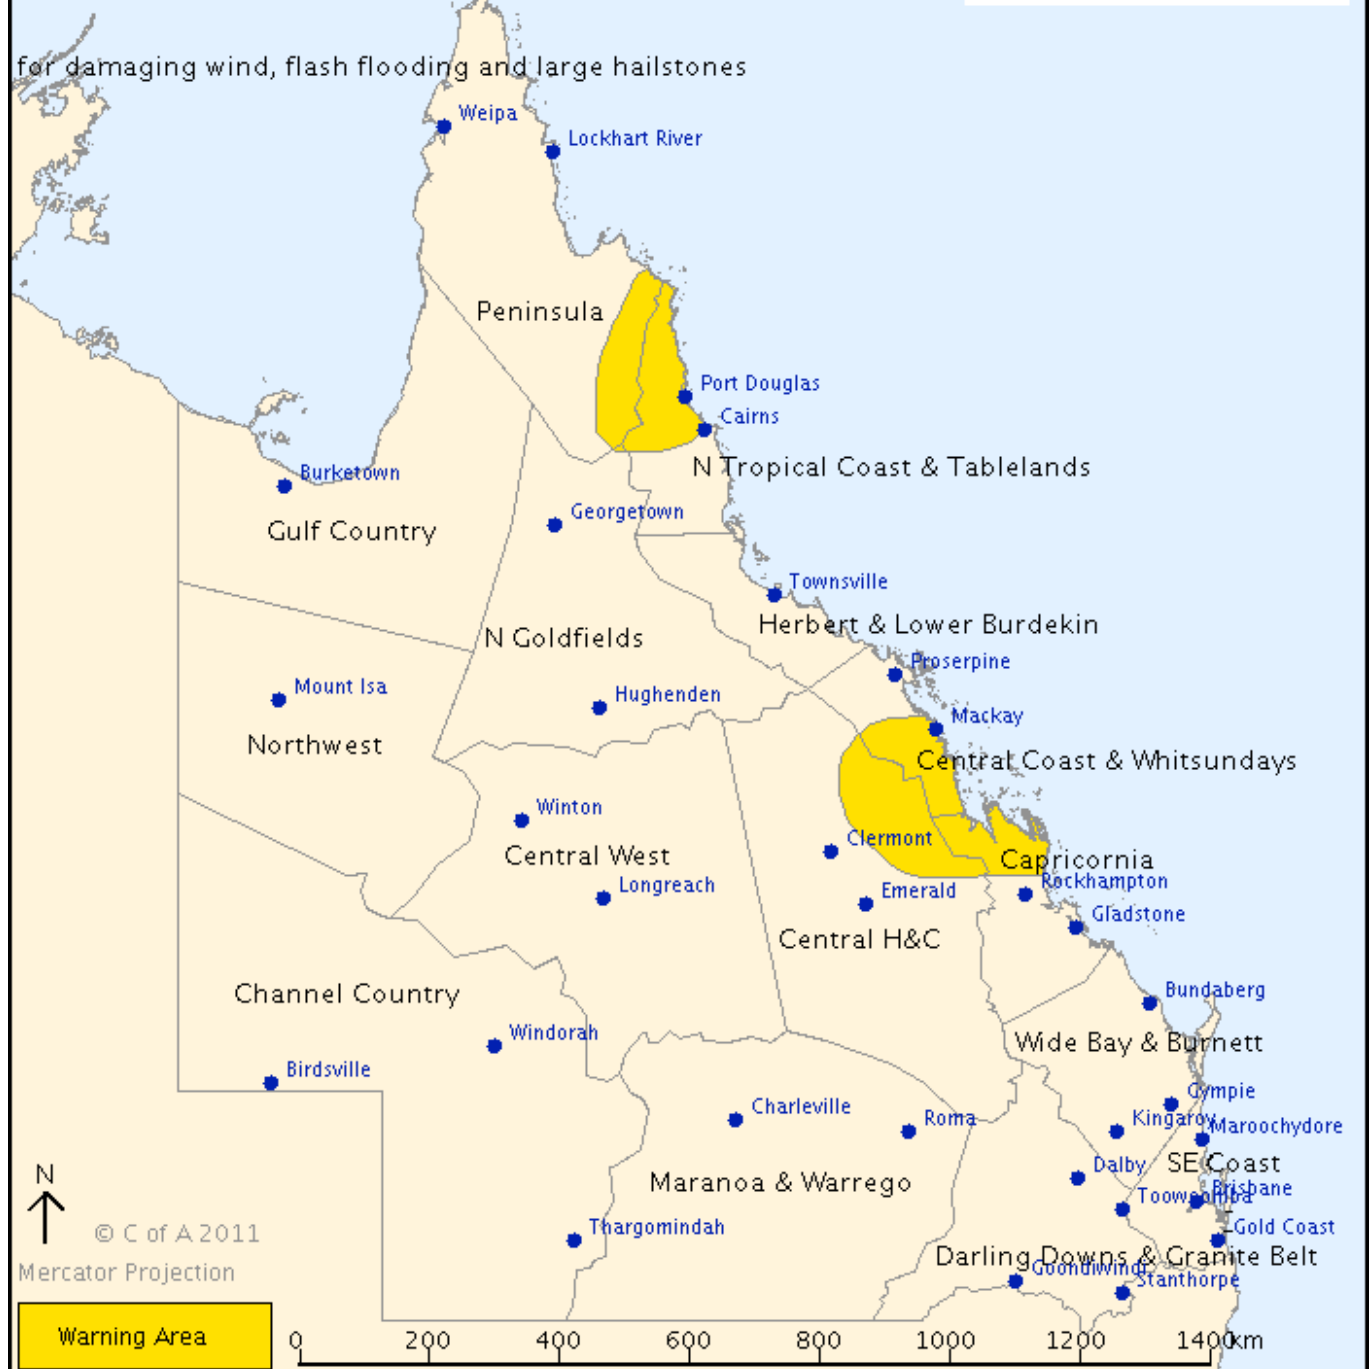 for damaging wind, flash flooding and large hailstones
Weipa
Lockhart River
Peninsula
Port Douglas
Cairns
N Tropical Coast & Tablelands
Burketown
Georgetown
Gulf Country
Townsville
Herbert & Lower Burdekin
N Goldfields
Proserpine
Mount Isa
Hughenden
Mackay
Northwest
Central Coast & Whitsundays
Winton
Clermont
Central West
Capricornia
Longreach
Emerald
Rockhampton
Gladstone
Central H&C
Channel Country
Bundaberg
Windorah
Wide Bay & Burnett
Birdsville
Gympie
Charleville
Roma
Kingaroy
Maroochydore
Dalby
SE Coast
Maranoa & Warrego
Brisbane
Toowoomba
N
Thargomindah
Gold Coast
© C of A 2011
Darling Downs & Granite Belt
Mercator Projection
Goondiwindi
Stanthorpe
Warning Area
0 200 400 600 800 1000 1200 1400km